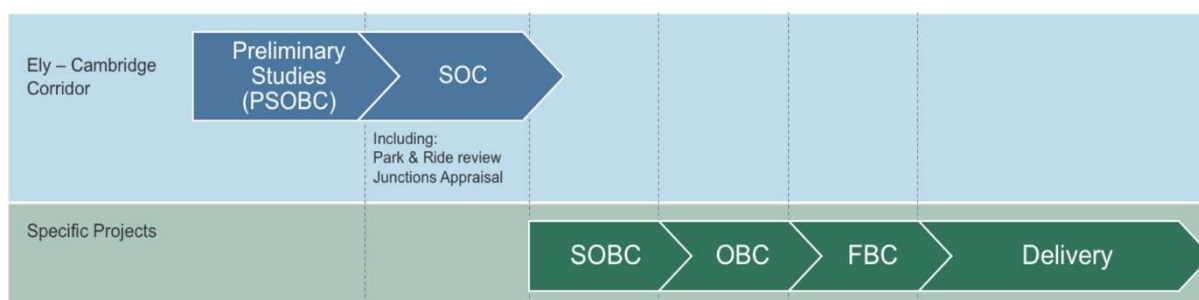 Ely – Cambridge
Corridor
Preliminary
Studies
(PSOBC)
SOC
Including:
Park & Ride review
Junctions Appraisal
Specific Projects
SOBC
OBC
FBC
Delivery